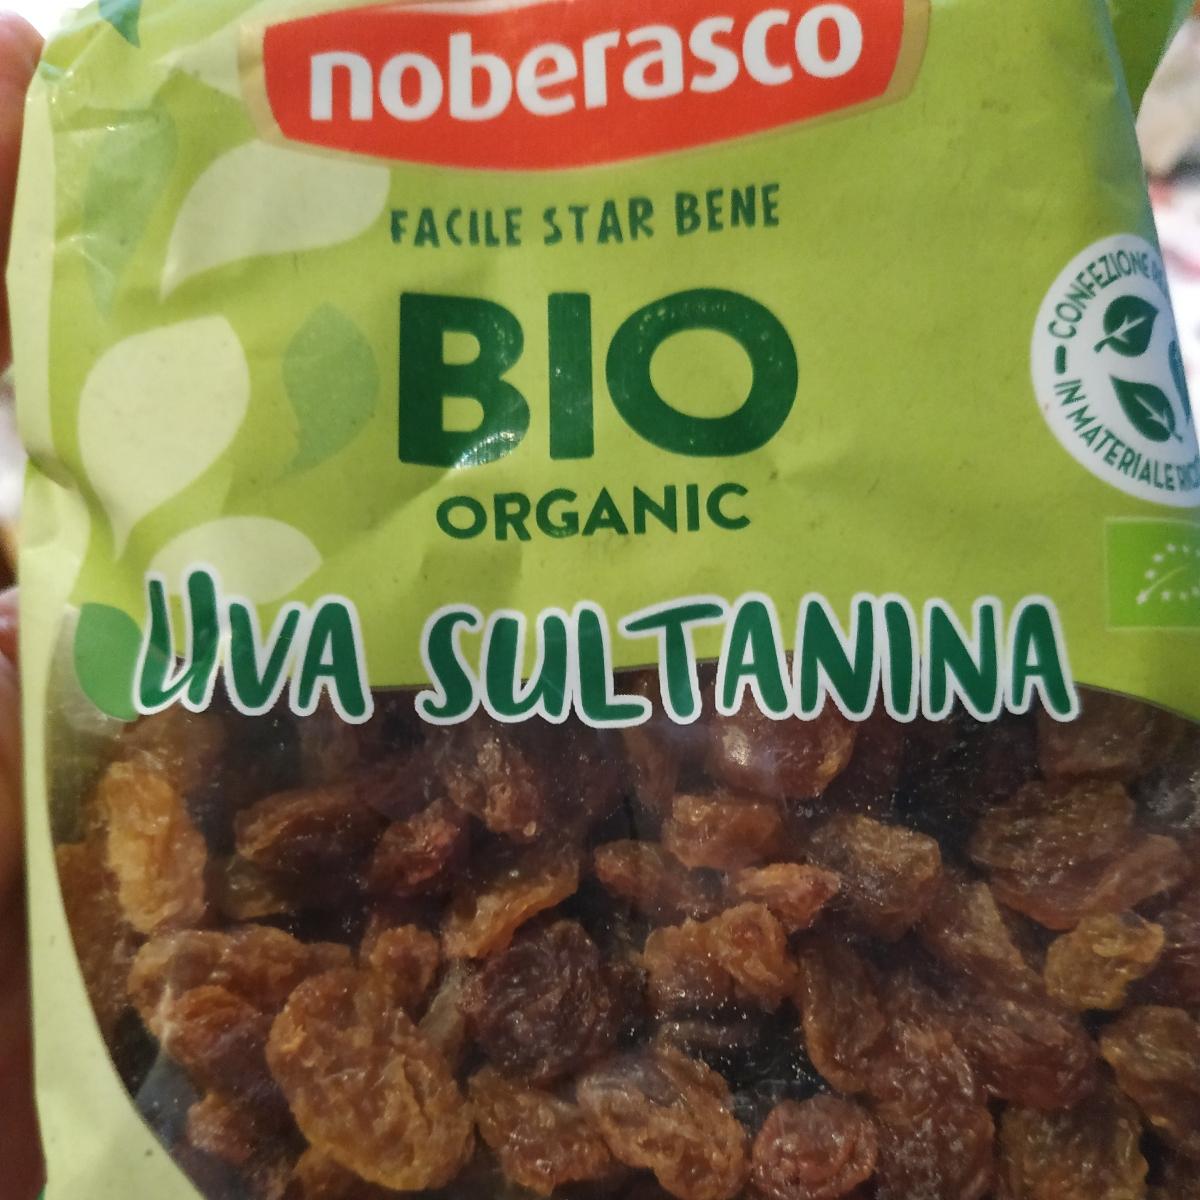 noberasco
FACILE STAR BENE
BIO
ORGANIC
CONFEZIONE
IN MATERIALE
UVA SULTANINA